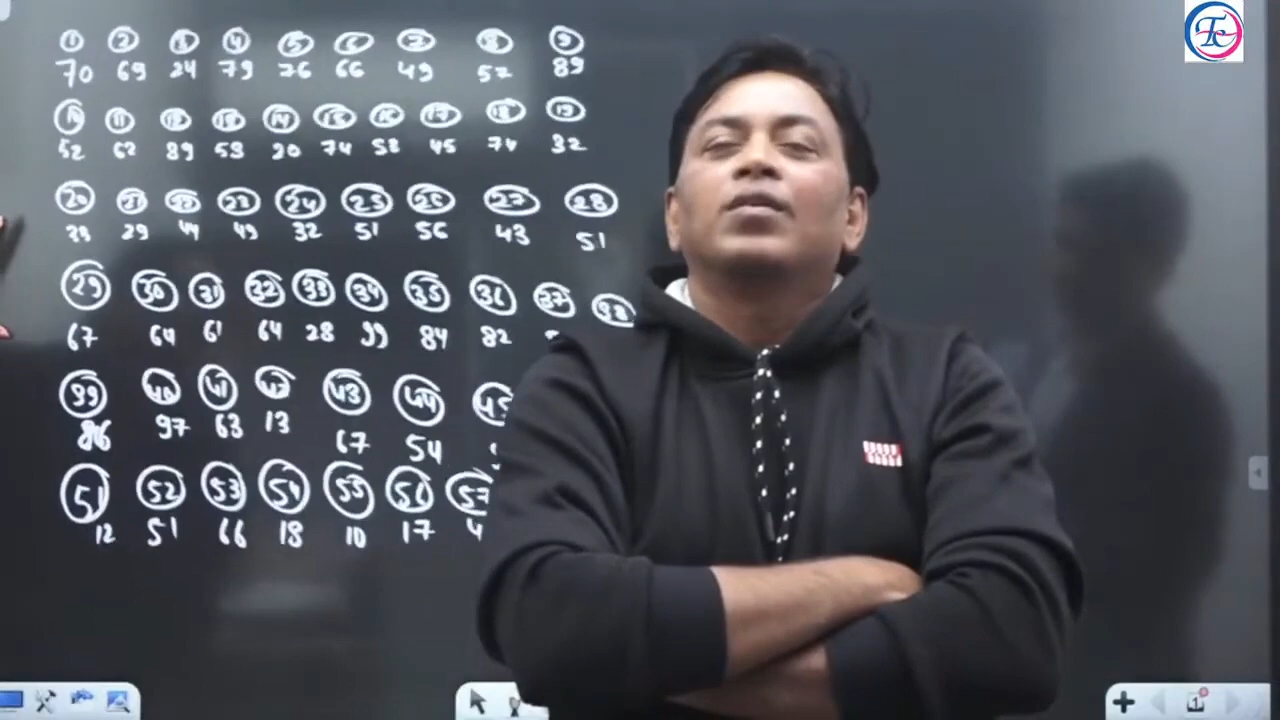 1 2 3 4 5 6 7 8 9
70 69 24 79 76 66 49 52 89
10 11 12 13 14 15 16 17 18 19
52 62 89 59 20 74 58 45 74 32
20 21 22 23 24 25 26 27 28
39 29 44 49 32 51 56 43 51
29 30 31 32 33 34 35 36 37 38
67 64 61 64 28 99 84 82
39 40 41 42 43 44 45
86 97 63 13 67 54
51 52 53 54 55 56 57
12 51 66 18 10 17 4